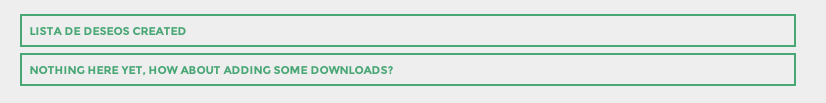 LISTA DE DESEOS CREATED
NOTHING HERE YET, HOW ABOUT ADDING SOME DOWNLOADS?